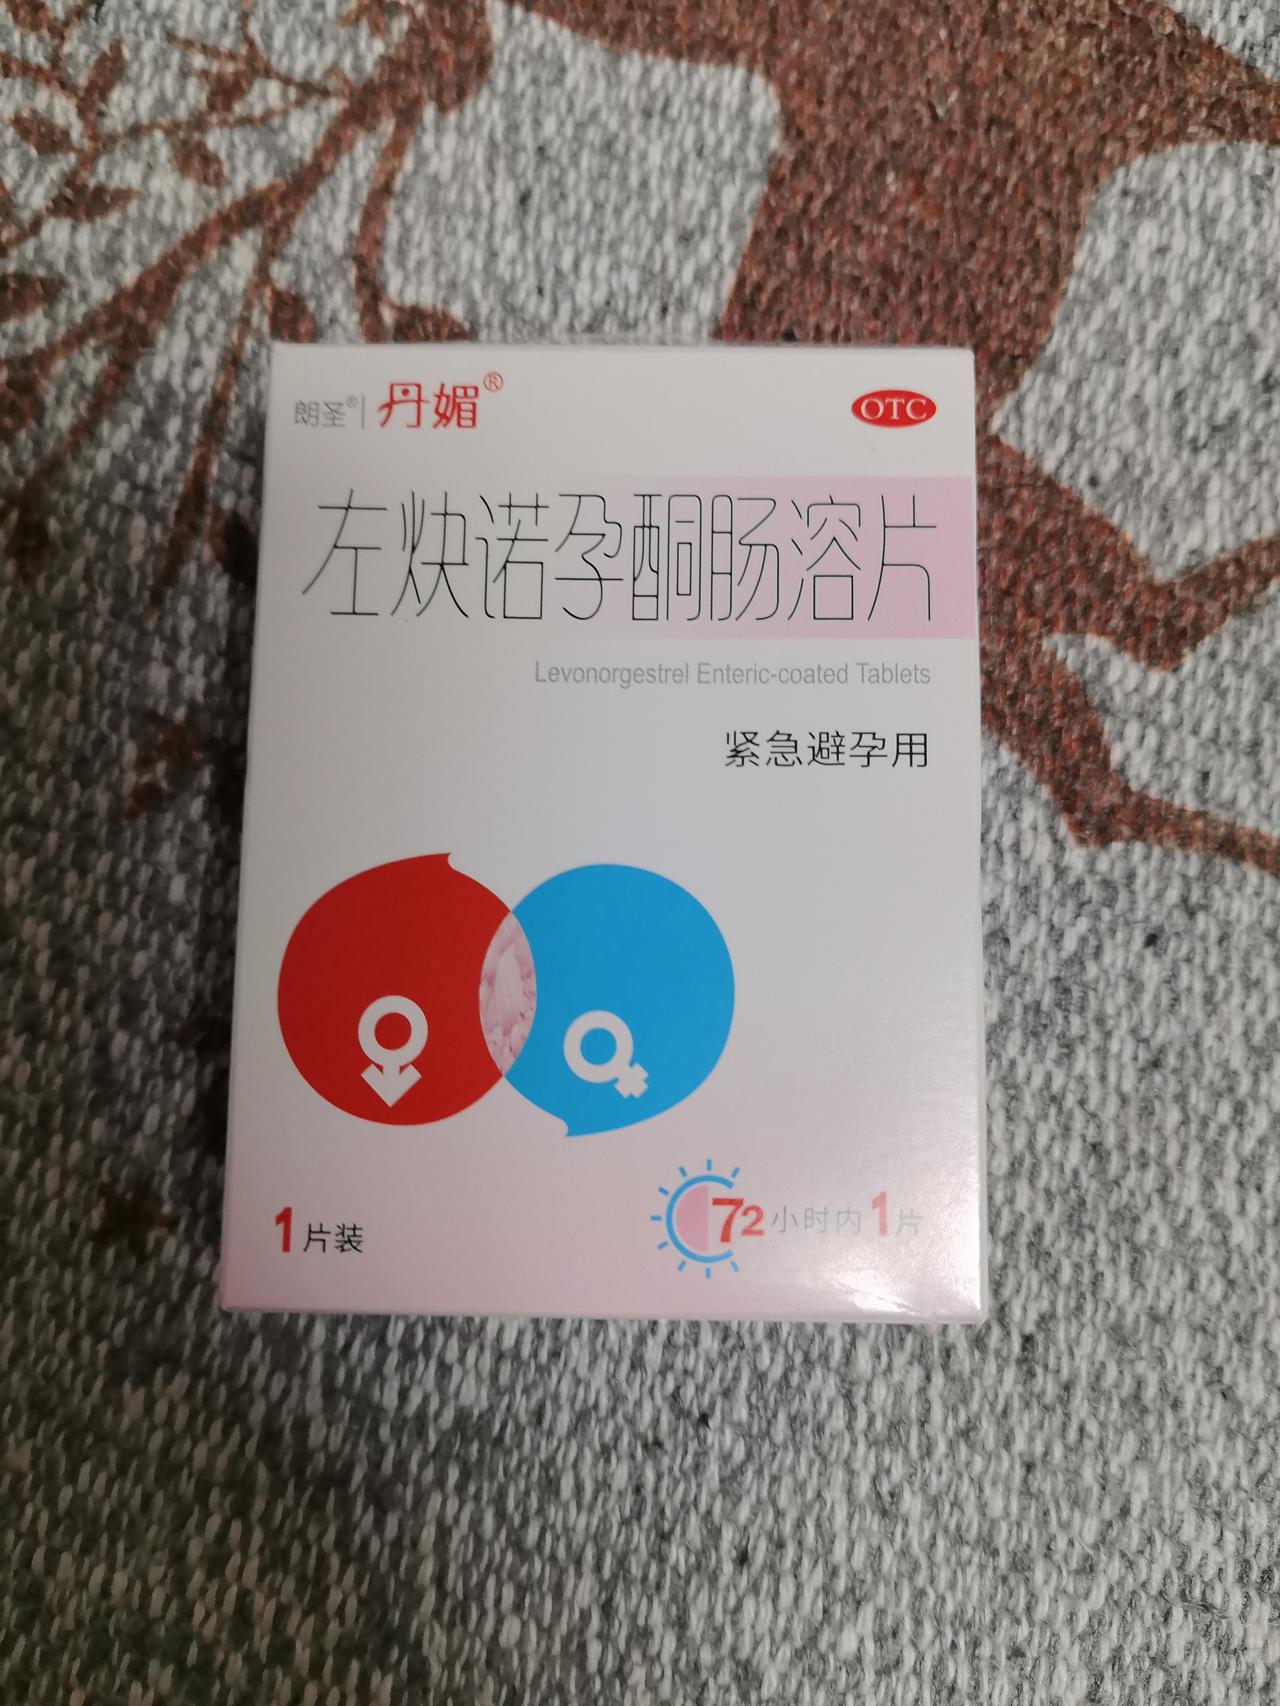 朗圣®|丹媚®
OTC
左炔诺孕酮肠溶片
Levonorgestrel Enteric-coated Tablets
紧急避孕用
1片装
72小时内1片